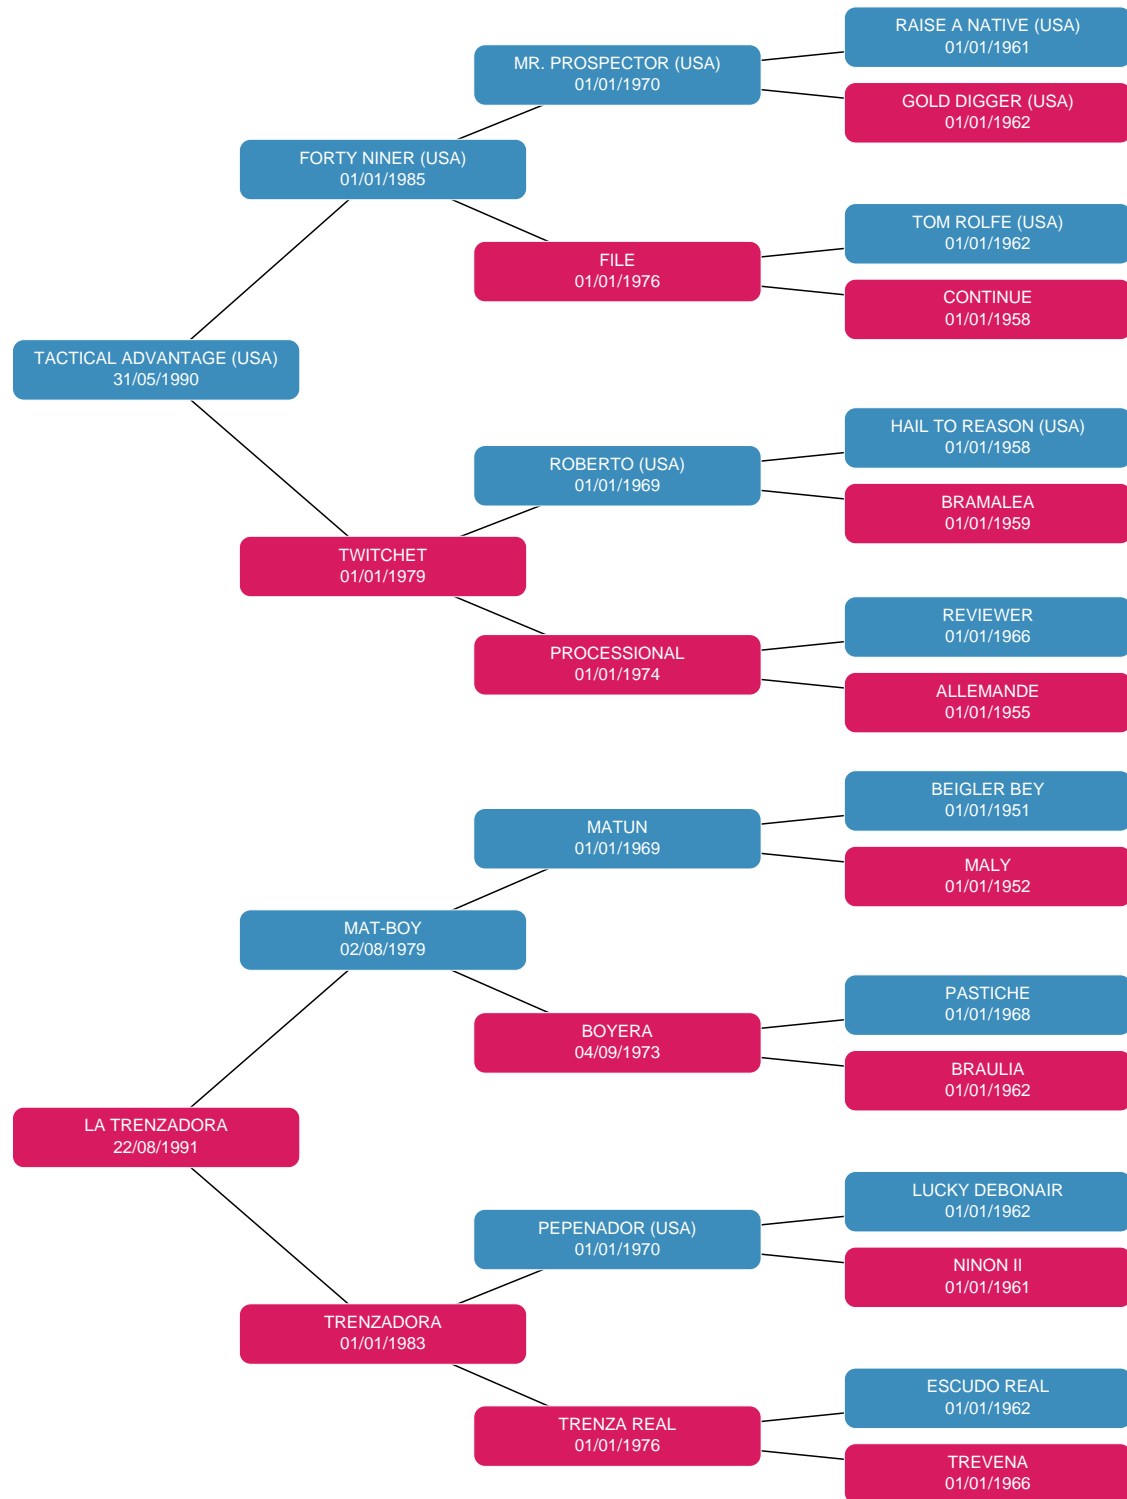 RAISE A NATIVE (USA)
01/01/1961
MR. PROSPECTOR (USA)
01/01/1970
GOLD DIGGER (USA)
01/01/1962
FORTY NINER (USA)
01/01/1985
TOM ROLFE (USA)
01/01/1962
FILE
01/01/1976
CONTINUE
01/01/1958
TACTICAL ADVANTAGE (USA)
31/05/1990
HAIL TO REASON (USA)
01/01/1958
ROBERTO (USA)
01/01/1969
BRAMALEA
01/01/1959
TWITCHET
01/01/1979
REVIEWER
01/01/1966
PROCESSIONAL
01/01/1974
ALLEMANDE
01/01/1955
BEIGLER BEY
01/01/1951
MATUN
01/01/1969
MALY
01/01/1952
MAT-BOY
02/08/1979
PASTICHE
01/01/1968
BOYERA
04/09/1973
BRAULIA
01/01/1962
LA TRENZADORA
22/08/1991
LUCKY DEBONAIR
01/01/1962
PEPENADOR (USA)
01/01/1970
NINON II
01/01/1961
TRENZADORA
01/01/1983
ESCUDO REAL
01/01/1962
TRENZA REAL
01/01/1976
TREVENA
01/01/1966